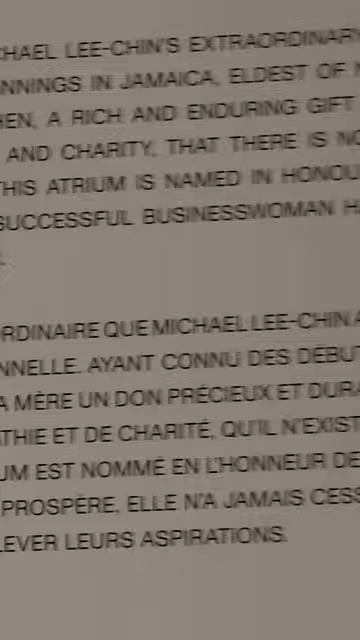 CHAEL LEE-CHIN'S EXTRAORDINARY
NNINGS IN JAMAICA, ELDEST OF
HEN, A RICH AND ENDURING GIFT
AND CHARITY, THAT THERE IS NO
THIS ATRIUM IS NAMED IN HONOU
SUCCESSFUL BUSINESSWOMAN H
ORDINAIRE QUE MICHAEL LEE-CHIN A
NNELLE. AYANT CONNU DES DÉBUT
A MÈRE UN DON PRÉCIEUX ET DURA
THIE ET DE CHARITÉ, QU'IL N'EXIST
UM EST NOMMÉ EN L'HONNEUR DE
PROSPÈRE, ELLE N'A JAMAIS CESS
LEVER LEURS ASPIRATIONS.